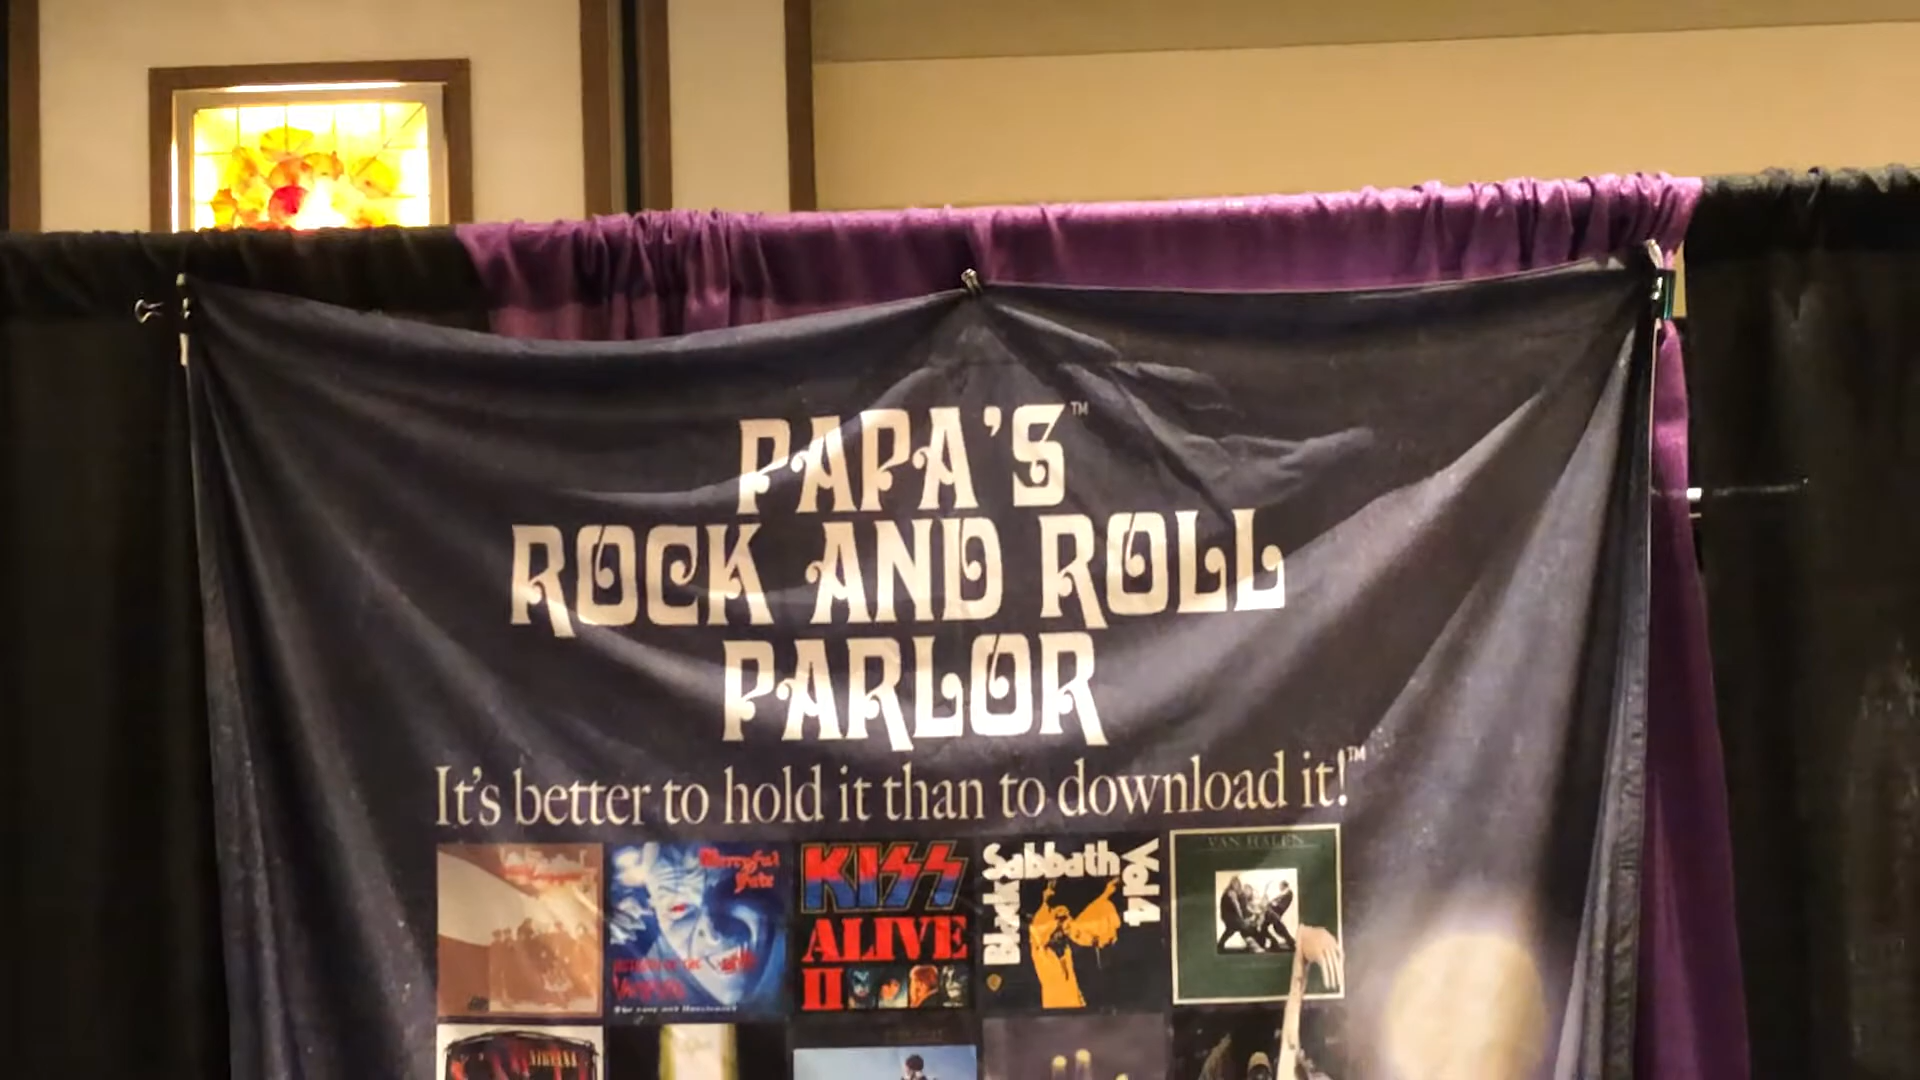 PAPA'S™
ROCK AND ROLL
PARLOR
It's better to hold it than to download it!™
Mercyful
Fate
KISS
ALIVE
II
Black
Sabbath
Vol 4
VAN HALEN
NIRVANA